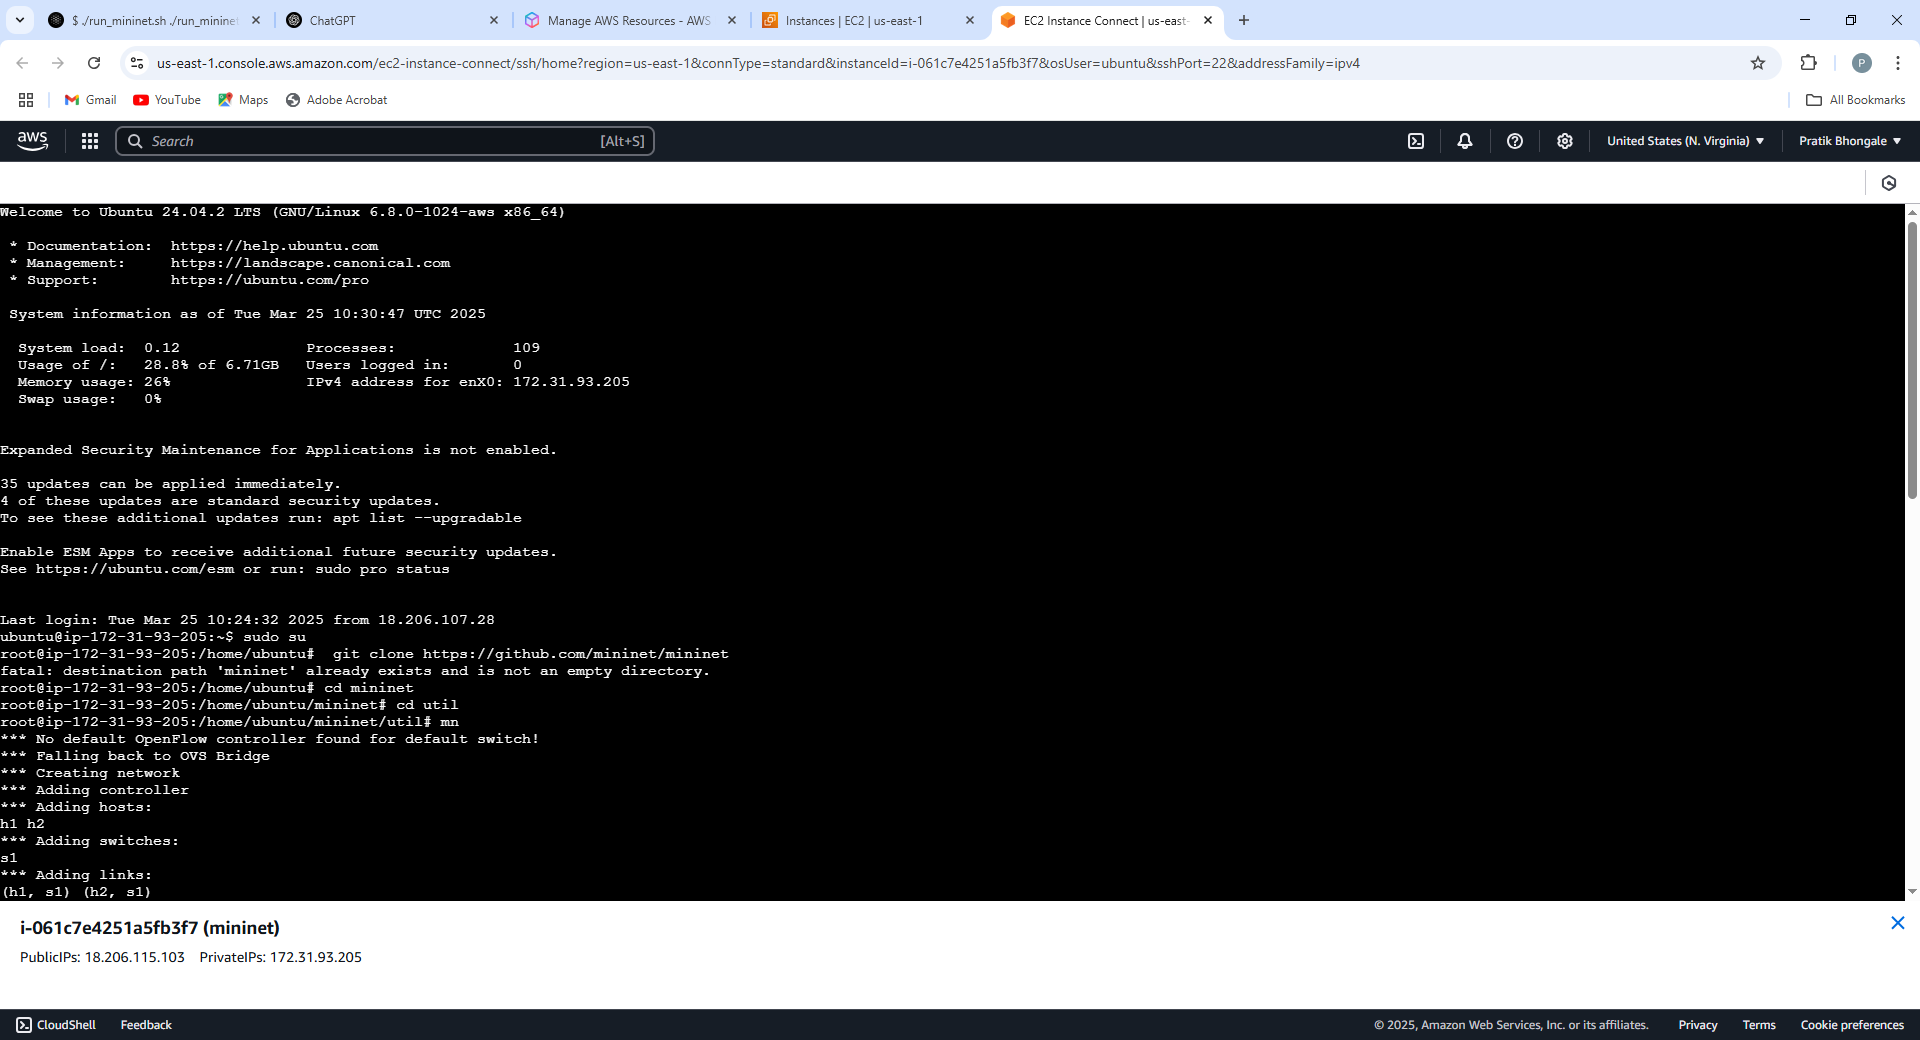 $ ./run_mininet.sh ./run_mininet
ChatGPT
Manage AWS Resources - AWS
Instances | EC2 | us-east-1
EC2 Instance Connect | us-east-
us-east-1.console.aws.amazon.com/ec2-instance-connect/ssh/home?region=us-east-1&connType=standard&instanceId=i-061c7e4251a5fb3f7&osUser=ubuntu&sshPort=22&addressFamily=ipv4
P
Gmail
YouTube
Maps
Adobe Acrobat
All Bookmarks
aws
Search
[Alt+S]
United States (N. Virginia)
Pratik Bhongale
Welcome to Ubuntu 24.04.2 LTS (GNU/Linux 6.8.0-1024-aws x86_64)
* Documentation:  https://help.ubuntu.com
* Management:     https://landscape.canonical.com
* Support:        https://ubuntu.com/pro
System information as of Tue Mar 25 10:30:47 UTC 2025
System load:  0.12              Processes:             109
Usage of /:   28.8% of 6.71GB   Users logged in:       0
Memory usage: 26%               IPv4 address for enX0: 172.31.93.205
Swap usage:   0%
Expanded Security Maintenance for Applications is not enabled.
35 updates can be applied immediately.
4 of these updates are standard security updates.
To see these additional updates run: apt list --upgradable
Enable ESM Apps to receive additional future security updates.
See https://ubuntu.com/esm or run: sudo pro status
Last login: Tue Mar 25 10:24:32 2025 from 18.206.107.28
ubuntu@ip-172-31-93-205:~$ sudo su
root@ip-172-31-93-205:/home/ubuntu#  git clone https://github.com/mininet/mininet
fatal: destination path 'mininet' already exists and is not an empty directory.
root@ip-172-31-93-205:/home/ubuntu# cd mininet
root@ip-172-31-93-205:/home/ubuntu/mininet# cd util
root@ip-172-31-93-205:/home/ubuntu/mininet/util# mn
*** No default OpenFlow controller found for default switch!
*** Falling back to OVS Bridge
*** Creating network
*** Adding controller
*** Adding hosts:
h1 h2
*** Adding switches:
s1
*** Adding links:
(h1, s1) (h2, s1)
i-061c7e4251a5fb3f7 (mininet)
PublicIPs: 18.206.115.103    PrivateIPs: 172.31.93.205
CloudShell
Feedback
© 2025, Amazon Web Services, Inc. or its affiliates.
Privacy
Terms
Cookie preferences